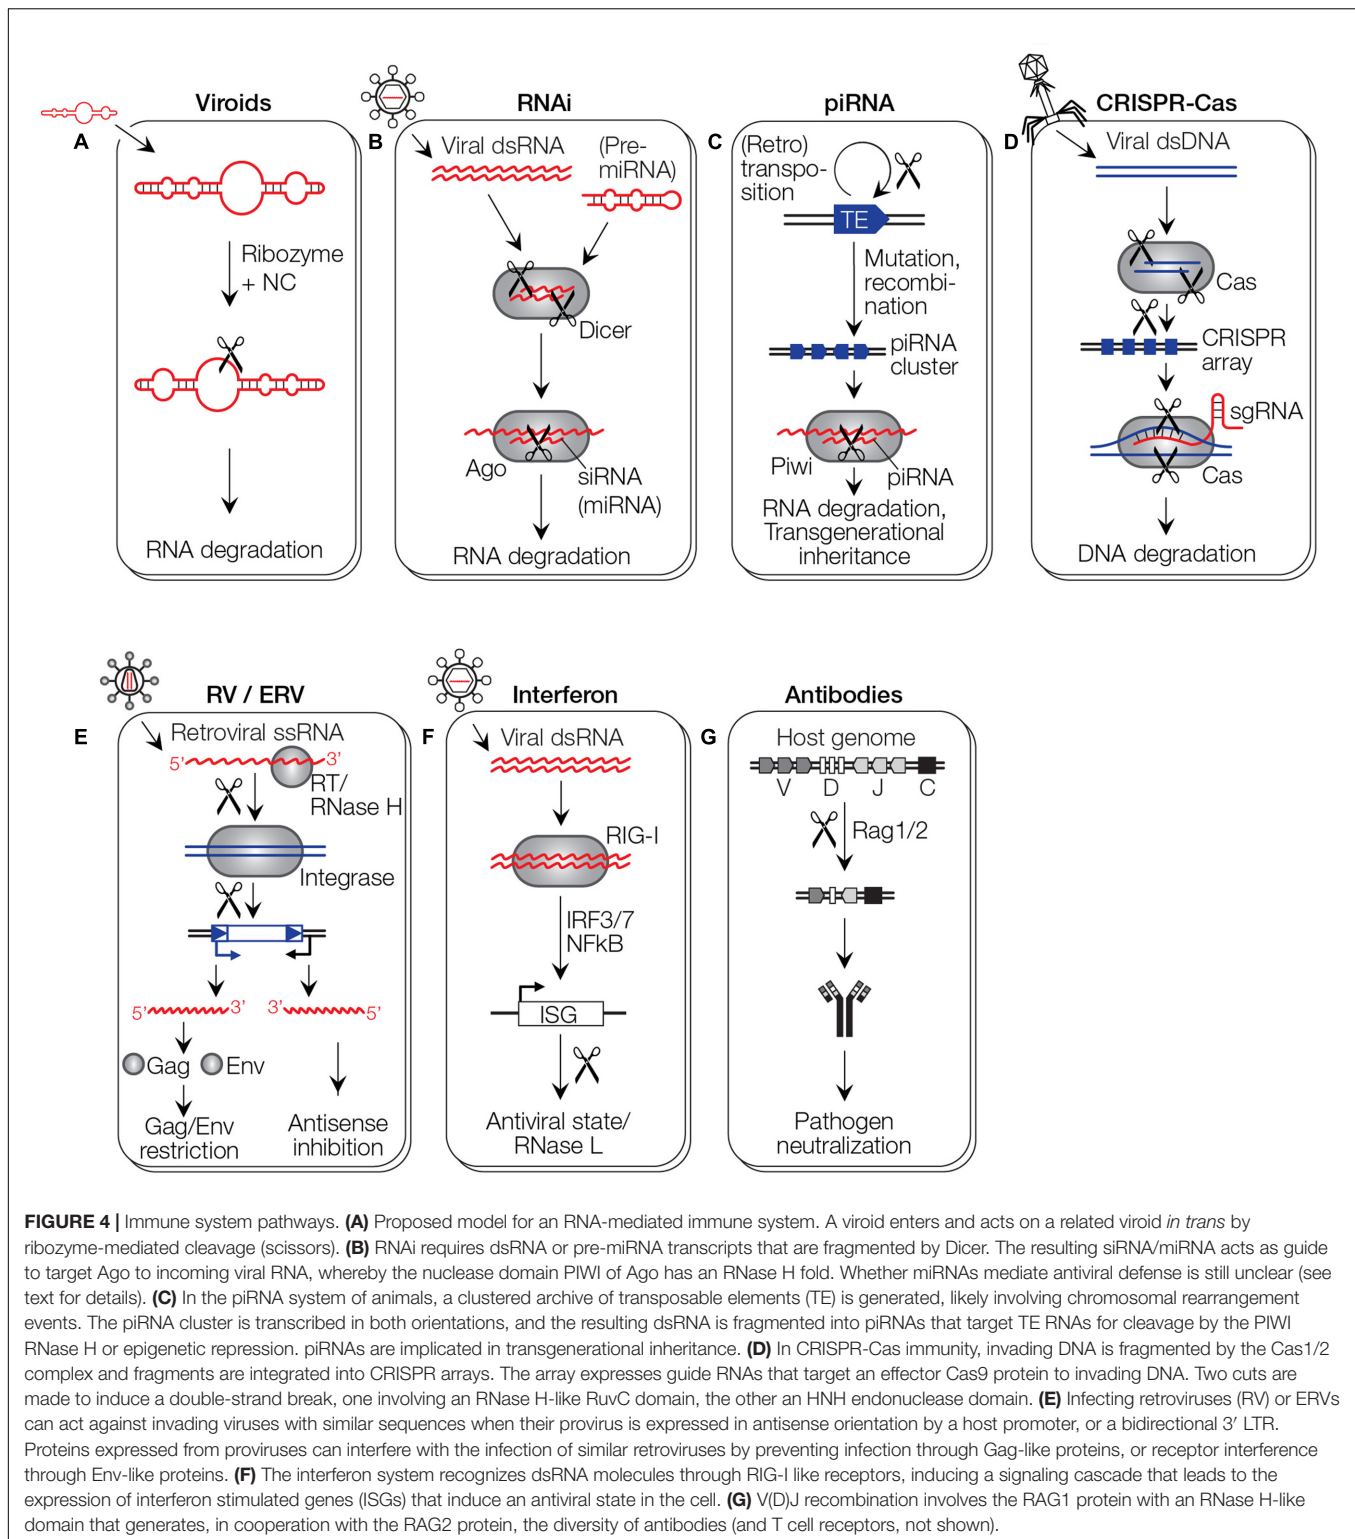 Viroids
RNAi
piRNA
CRISPR-Cas
A
Ribozyme
+ NC
RNA degradation
B
Viral dsRNA
(Pre-
miRNA)
Dicer
Ago
siRNA
(miRNA)
RNA degradation
C
(Retro)
transpo-
sition
TE
Mutation,
recombi-
nation
piRNA
cluster
Piwi
piRNA
RNA degradation,
Transgenerational
inheritance
D
Viral dsDNA
Cas
CRISPR
array
sgRNA
Cas
DNA degradation
RV / ERV
Interferon
Antibodies
E
Retroviral ssRNA
5’
3’
RT/
RNase H
Integrase
5’
3’
3’
5’
Gag
Env
Gag/Env
restriction
Antisense
inhibition
F
Viral dsRNA
RIG-I
IRF3/7
NFkB
ISG
Antiviral state/
RNase L
G
Host genome
V D J C
Rag1/2
Pathogen
neutralization
FIGURE 4 | Immune system pathways. (A) Proposed model for an RNA-mediated immune system. A viroid enters and acts on a related viroid in trans by
ribozyme-mediated cleavage (scissors). (B) RNAi requires dsRNA or pre-miRNA transcripts that are fragmented by Dicer. The resulting siRNA/miRNA acts as guide
to target Ago to incoming viral RNA, whereby the nuclease domain PIWI of Ago has an RNase H fold. Whether miRNAs mediate antiviral defense is still unclear (see
text for details). (C) In the piRNA system of animals, a clustered archive of transposable elements (TE) is generated, likely involving chromosomal rearrangement
events. The piRNA cluster is transcribed in both orientations, and the resulting dsRNA is fragmented into piRNAs that target TE RNAs for cleavage by the PIWI
RNase H or epigenetic repression. piRNAs are implicated in transgenerational inheritance. (D) In CRISPR-Cas immunity, invading DNA is fragmented by the Cas1/2
complex and fragments are integrated into CRISPR arrays. The array expresses guide RNAs that target an effector Cas9 protein to invading DNA. Two cuts are
made to induce a double-strand break, one involving an RNase H-like RuvC domain, the other an HNH endonuclease domain. (E) Infecting retroviruses (RV) or ERVs
can act against invading viruses with similar sequences when their provirus is expressed in antisense orientation by a host promoter, or a bidirectional 3′ LTR.
Proteins expressed from proviruses can interfere with the infection of similar retroviruses by preventing infection through Gag-like proteins, or receptor interference
through Env-like proteins. (F) The interferon system recognizes dsRNA molecules through RIG-I like receptors, inducing a signaling cascade that leads to the
expression of interferon stimulated genes (ISGs) that induce an antiviral state in the cell. (G) V(D)J recombination involves the RAG1 protein with an RNase H-like
domain that generates, in cooperation with the RAG2 protein, the diversity of antibodies (and T cell receptors, not shown).